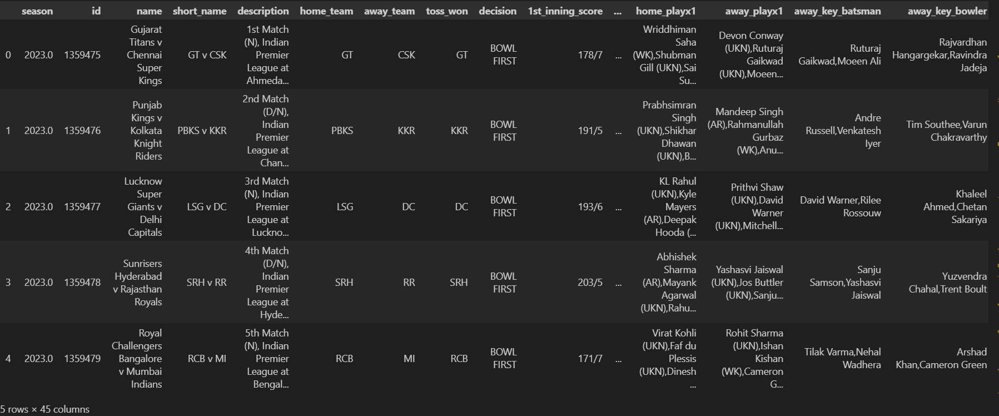 season id name short_name description home_team away_team toss_won decision 1st_inning_score ... home_playx1 away_playx1 away_key_batsman away_key_bowler
0 2023.0 1359475 Gujarat Titans v Chennai Super Kings GT v CSK 1st Match (N), Indian Premier League at Ahmeda... GT CSK GT BOWL FIRST 178/7 ... Wriddhiman Saha (WK),Shubman Gill (UKN),Sai Su... Devon Conway (UKN),Ruturaj Gaikwad (UKN),Moeen... Ruturaj Gaikwad,Moeen Ali Rajvardhan Hangargekar,Ravindra Jadeja
1 2023.0 1359476 Punjab Kings v Kolkata Knight Riders PBKS v KKR 2nd Match (D/N), Indian Premier League at Chan... PBKS KKR KKR BOWL FIRST 191/5 ... Prabhsimran Singh (UKN),Shikhar Dhawan (UKN),B... Mandeep Singh (AR),Rahmanullah Gurbaz (WK),Anu... Andre Russell,Venkatesh Iyer Tim Southee,Varun Chakravarthy
2 2023.0 1359477 Lucknow Super Giants v Delhi Capitals LSG v DC 3rd Match (N), Indian Premier League at Luckno... LSG DC DC BOWL FIRST 193/6 ... KL Rahul (UKN),Kyle Mayers (AR),Deepak Hooda (... Prithvi Shaw (UKN),David Warner (UKN),Mitchell... David Warner,Rilee Rossouw Khaleel Ahmed,Chetan Sakariya
3 2023.0 1359478 Sunrisers Hyderabad v Rajasthan Royals SRH v RR 4th Match (D/N), Indian Premier League at Hyde... SRH RR SRH BOWL FIRST 203/5 ... Abhishek Sharma (AR),Mayank Agarwal (UKN),Rahu... Yashasvi Jaiswal (UKN),Jos Buttler (UKN),Sanju... Sanju Samson,Yashasvi Jaiswal Yuzvendra Chahal,Trent Boult
4 2023.0 1359479 Royal Challengers Bangalore v Mumbai Indians RCB v MI 5th Match (N), Indian Premier League at Bengal... RCB MI RCB BOWL FIRST 171/7 ... Virat Kohli (UKN),Faf du Plessis (UKN),Dinesh ... Rohit Sharma (UKN),Ishan Kishan (WK),Cameron G... Tilak Varma,Nehal Wadhera Arshad Khan,Cameron Green
5 rows × 45 columns